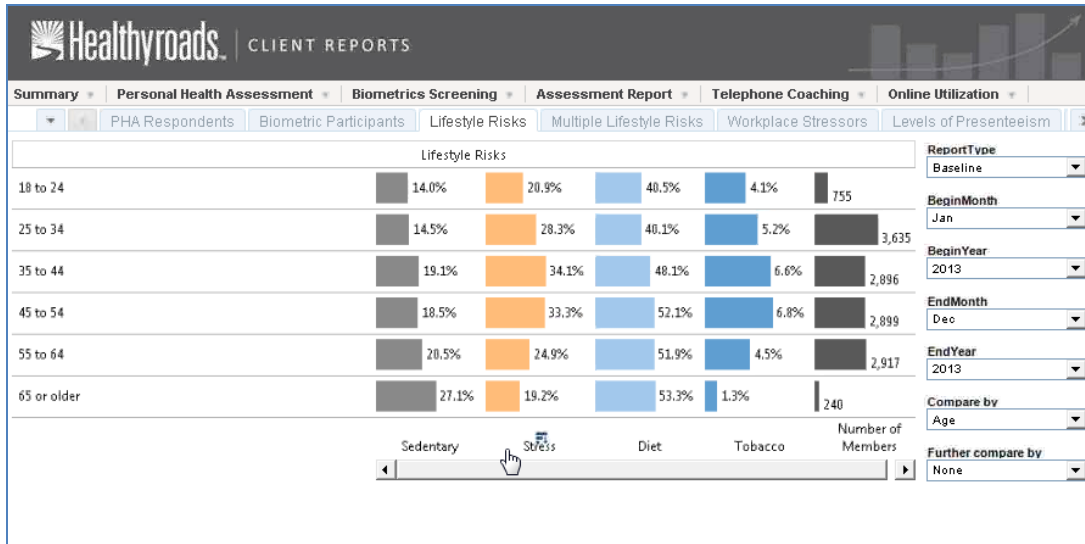 Healthyroads™ | CLIENT REPORTS
Summary Personal Health Assessment Biometrics Screening Assessment Report Telephone Coaching Online Utilization
PHA Respondents Biometric Participants Lifestyle Risks Multiple Lifestyle Risks Workplace Stressors Levels of Presenteeism
Lifestyle Risks
18 to 24 14.0% 20.9% 40.5% 4.1% 755
25 to 34 14.5% 28.3% 40.1% 5.2% 3,635
35 to 44 19.1% 34.1% 48.1% 6.6% 2,896
45 to 54 18.5% 33.3% 52.1% 6.8% 2,899
55 to 64 20.5% 24.9% 51.9% 4.5% 2,917
65 or older 27.1% 19.2% 53.3% 1.3% 240
Sedentary Stress Diet Tobacco Number of Members
ReportType
Baseline
BeginMonth
Jan
BeginYear
2013
EndMonth
Dec
EndYear
2013
Compare by
Age
Further compare by
None